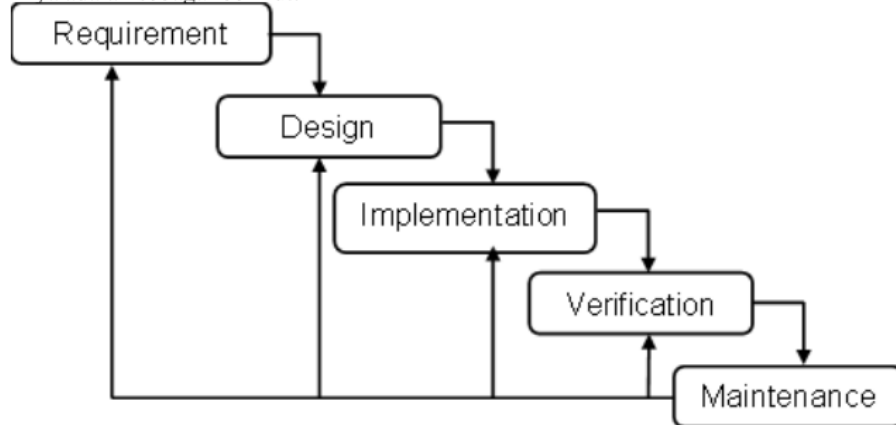 Requirement
Design
Implementation
Verification
Maintenance